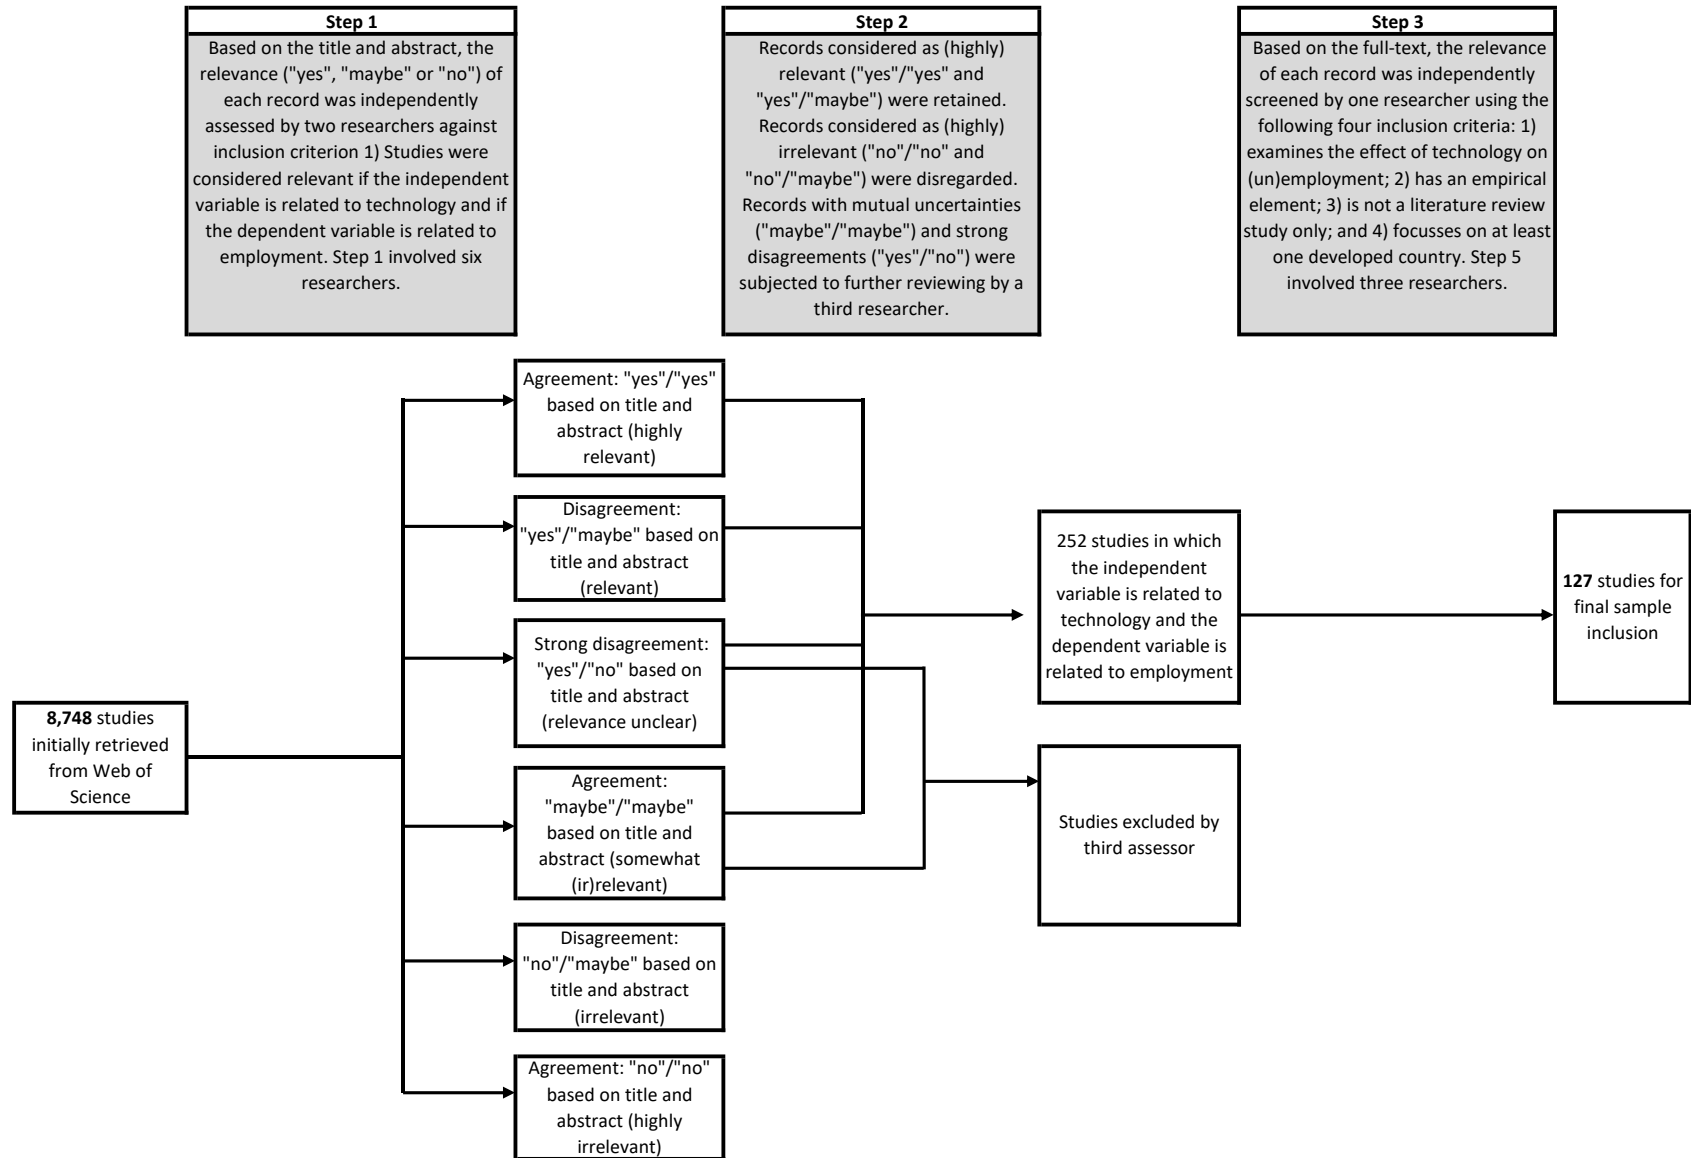 Step 1
Based on the title and abstract, the
relevance ("yes", "maybe" or "no") of
each record was independently
assessed by two researchers against
inclusion criterion 1) Studies were
considered relevant if the independent
variable is related to technology and if
the dependent variable is related to
employment. Step 1 involved six
researchers.
Step 2
Records considered as (highly)
relevant ("yes"/"yes" and
"yes"/"maybe") were retained.
Records considered as (highly)
irrelevant ("no"/"no" and
"no"/"maybe") were disregarded.
Records with mutual uncertainties
("maybe"/"maybe") and strong
disagreements ("yes"/"no") were
subjected to further reviewing by a
third researcher.
Step 3
Based on the full-text, the relevance
of each record was independently
screened by one researcher using the
following four inclusion criteria: 1)
examines the effect of technology on
(un)employment; 2) has an empirical
element; 3) is not a literature review
study only; and 4) focusses on at least
one developed country. Step 5
involved three researchers.
8,748 studies
initially retrieved
from Web of
Science
Agreement: "yes"/"yes"
based on title and
abstract (highly
relevant)
Disagreement:
"yes"/"maybe" based on
title and abstract
(relevant)
Strong disagreement:
"yes"/"no" based on
title and abstract
(relevance unclear)
Agreement:
"maybe"/"maybe"
based on title and
abstract (somewhat
(ir)relevant)
Disagreement:
"no"/"maybe" based on
title and abstract
(irrelevant)
Agreement: "no"/"no"
based on title and
abstract (highly
irrelevant)
252 studies in which
the independent
variable is related to
technology and the
dependent variable is
related to employment
Studies excluded by
third assessor
127 studies for
final sample
inclusion